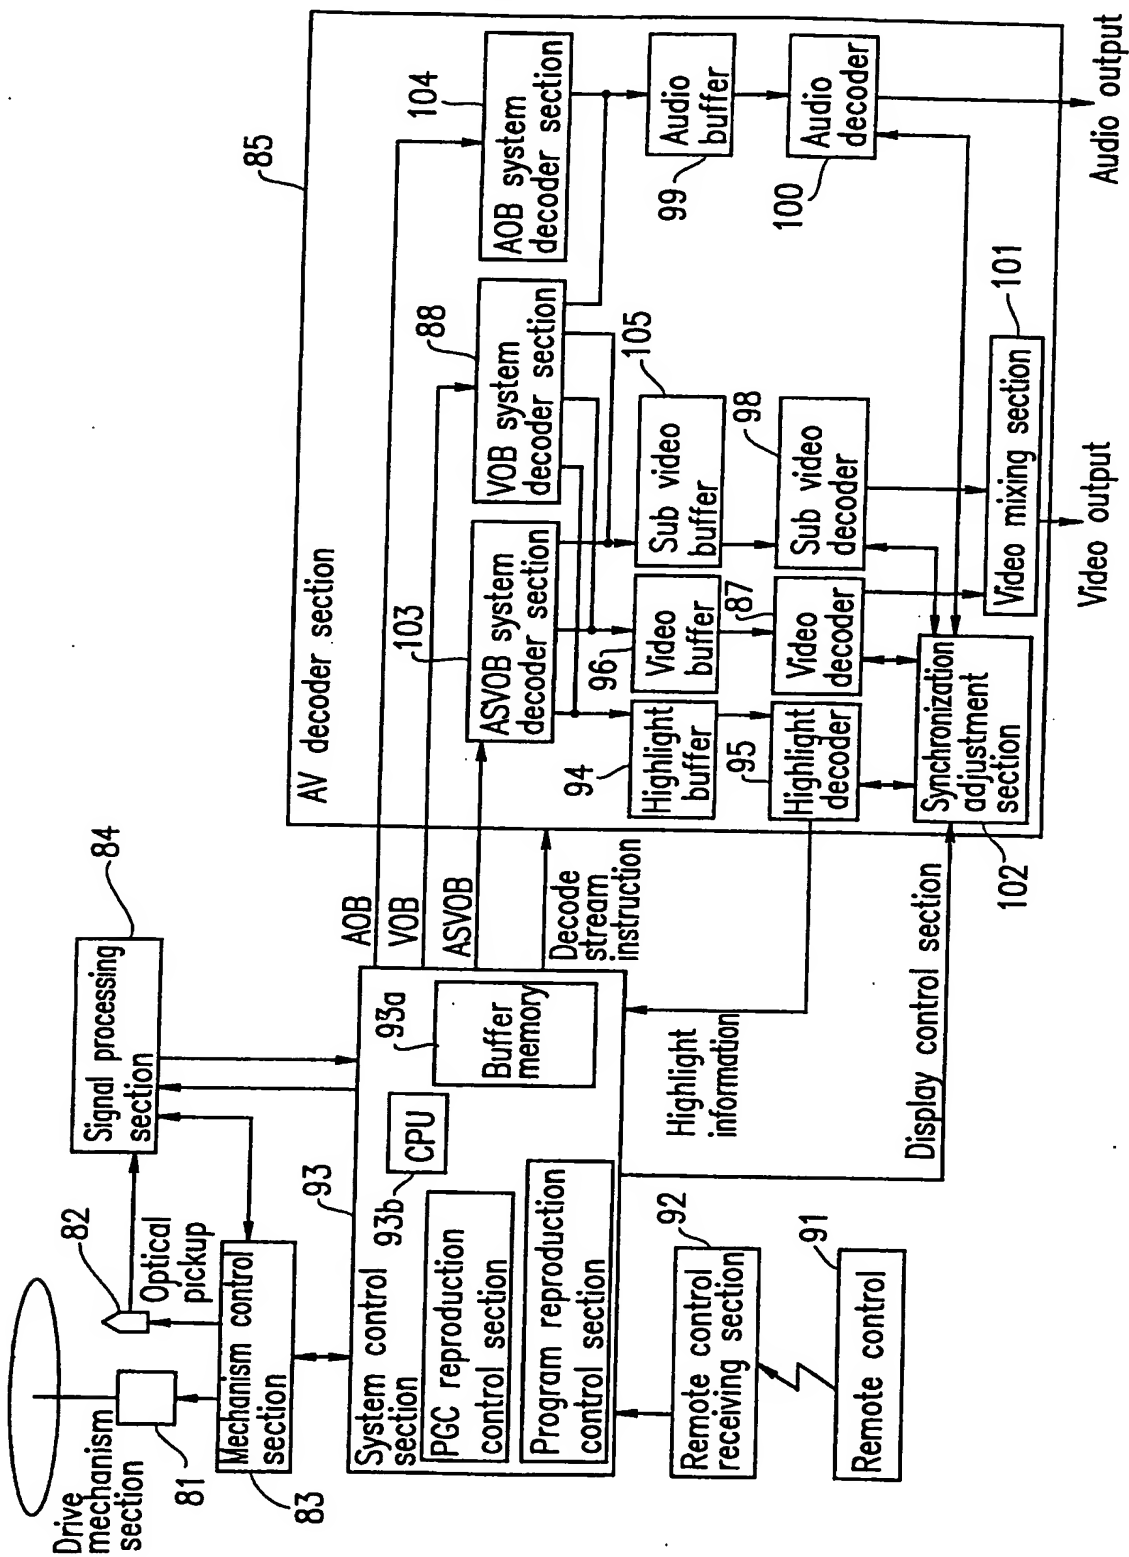 Drive
mechanism
section
81
82
Optical
pickup
Mechanism control
section
83
Signal processing
section
84
System control
section
93
93b
CPU
93a
Buffer
memory
PGC reproduction
control section
Program reproduction
control section
Remote control
receiving section
92
Remote control
91
AOB
VOB
ASVOB
Decode
stream
instruction
Highlight
information
Display control section
AV decoder section
85
103
ASVOB system
decoder section
88
VOB system
decoder section
104
AOB system
decoder section
94
Highlight
buffer
96
Video
buffer
105
Sub video
buffer
99
Audio
buffer
95
Highlight
decoder
87
Video
decoder
98
Sub video
decoder
100
Audio
decoder
102
Synchronization
adjustment
section
101
Video mixing section
Video output
Audio output